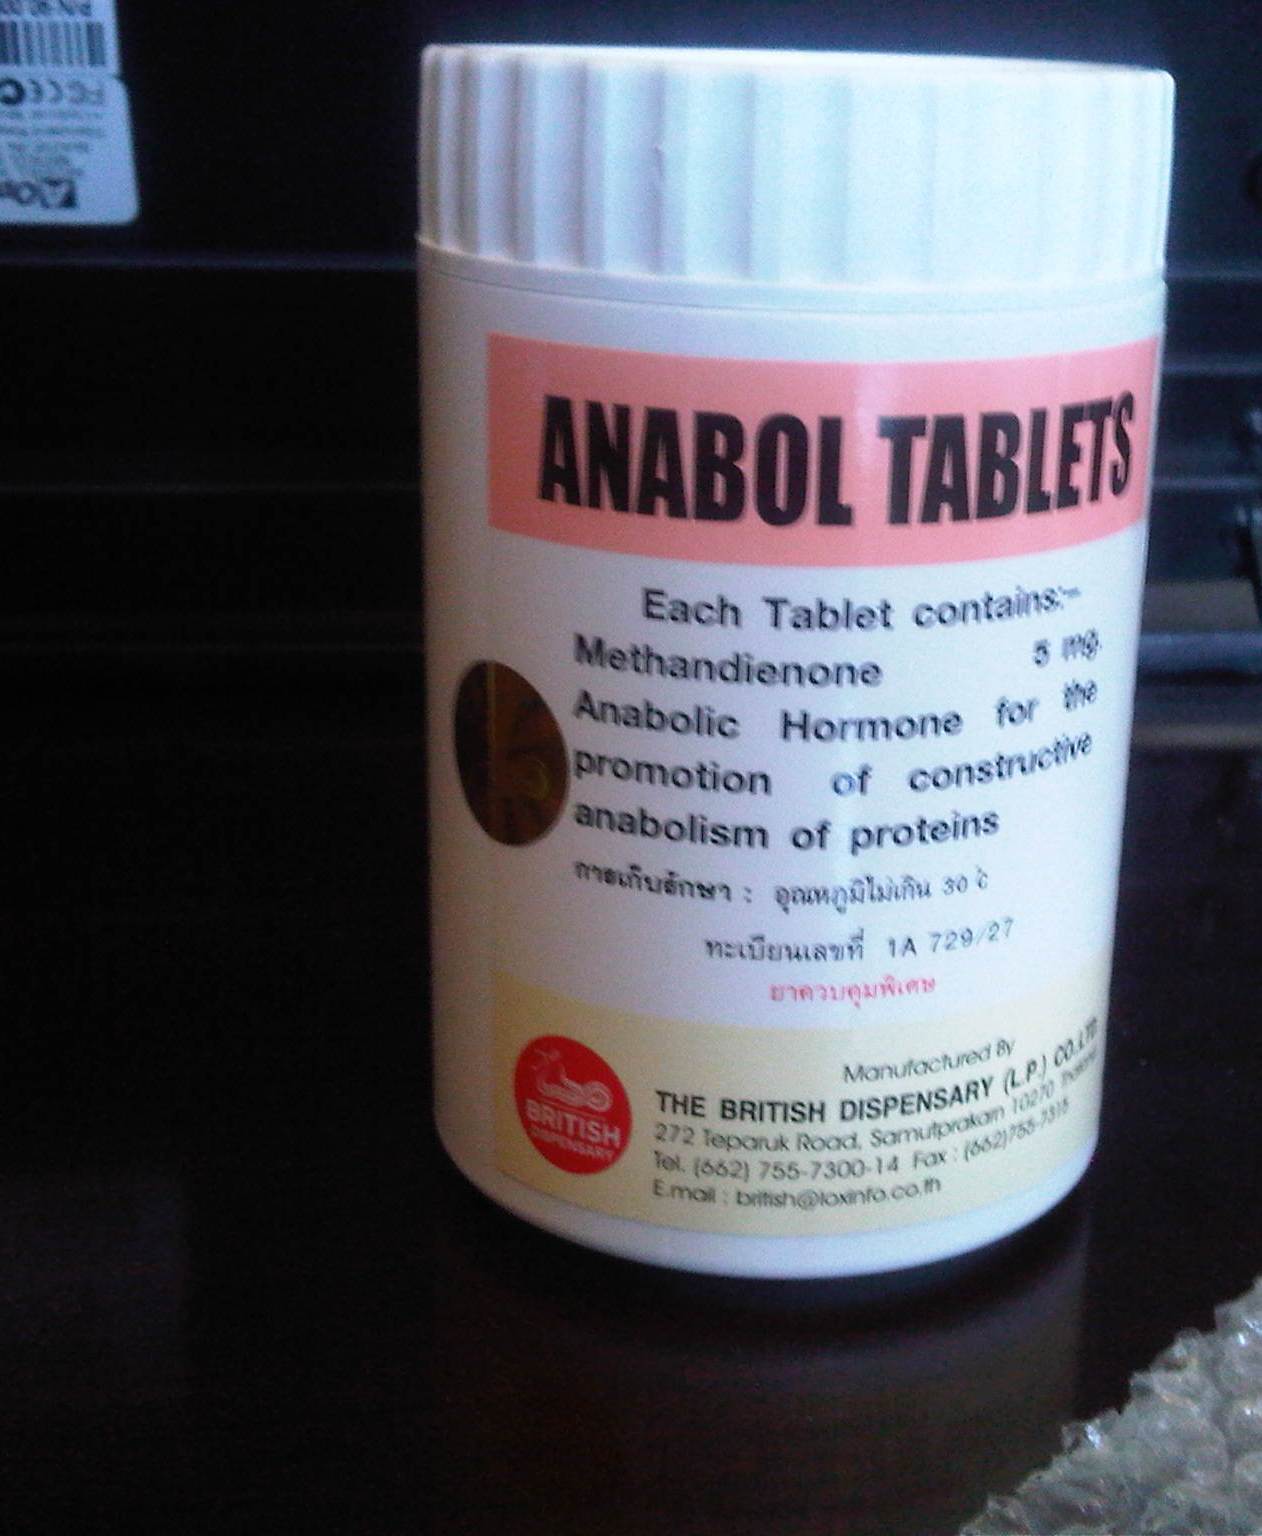 FC
ANABOL TABLETS
Each Tablet contains:-
Methandienone 5 mg.
Anabolic Hormone for the
promotion of constructive
anabolism of proteins
การเก็บรักษา : อุณหภูมิไม่เกิน 30 ํc
ทะเบียนเลขที่ 1A 729/27
ยาควบคุมพิเศษ
BRITISH
DISPENSARY
Manufactured By
THE BRITISH DISPENSARY (L.P.) CO.,LTD.
272 Teparuk Road, Samutprakarn 10270 Thailand
Tel. (662) 755-7300-14 Fax : (662)755-7315
E.mail : british@loxinfo.co.th